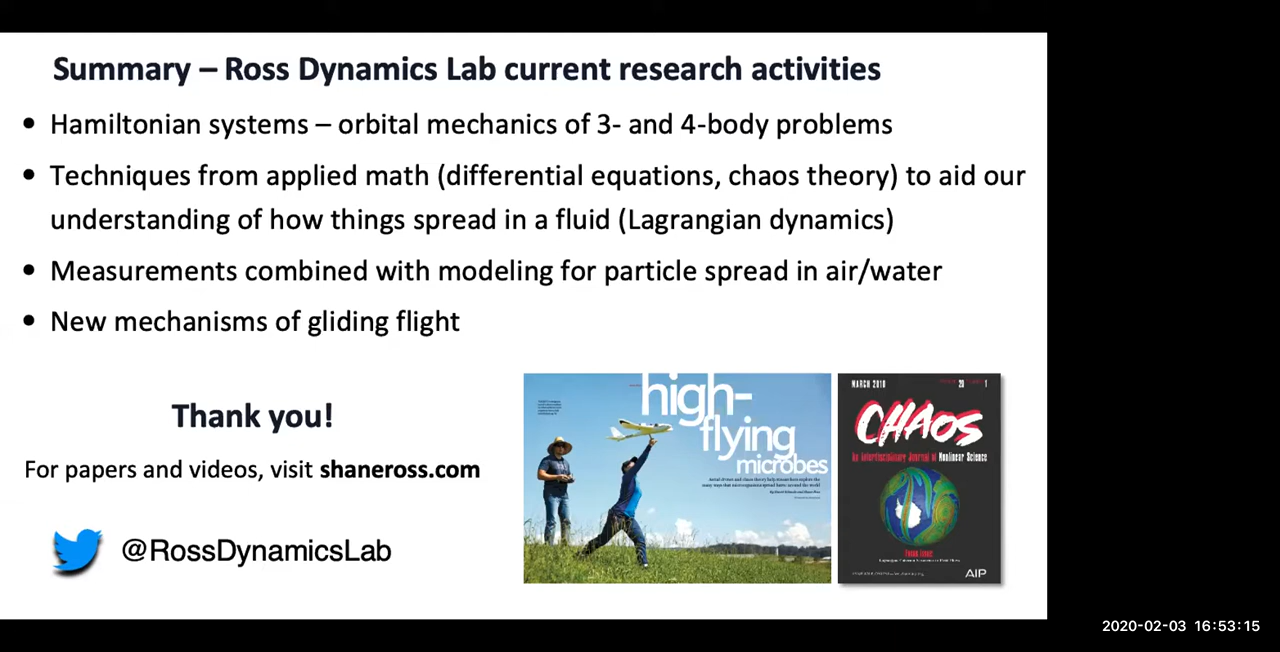 Summary – Ross Dynamics Lab current research activities
• Hamiltonian systems – orbital mechanics of 3- and 4-body problems
• Techniques from applied math (differential equations, chaos theory) to aid our
understanding of how things spread in a fluid (Lagrangian dynamics)
• Measurements combined with modeling for particle spread in air/water
• New mechanisms of gliding flight
Thank you!
For papers and videos, visit shaneross.com
@RossDynamicsLab
high-
flying
microbes
MARCH 2010
CHAOS
An Interdisciplinary Journal of Nonlinear Science
AIP
2020-02-03 16:53:15